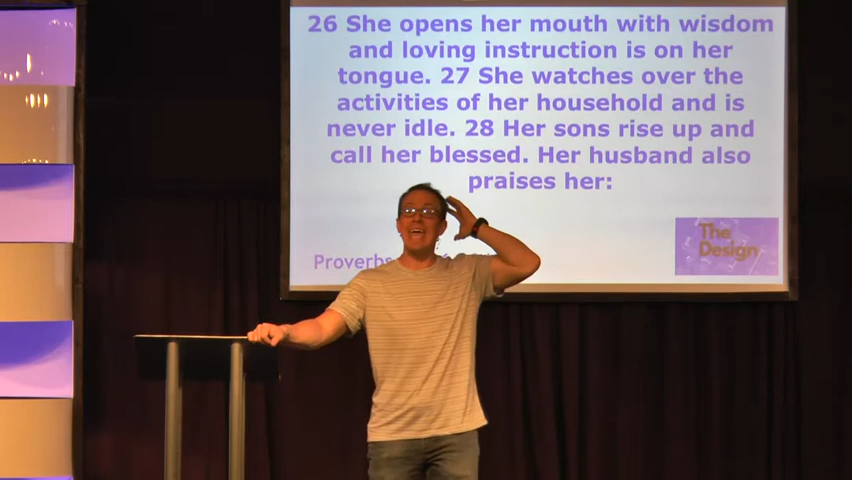 26 She opens her mouth with wisdom
and loving instruction is on her
tongue. 27 She watches over the
activities of her household and is
never idle. 28 Her sons rise up and
call her blessed. Her husband also
praises her:
The
Design
Proverbs